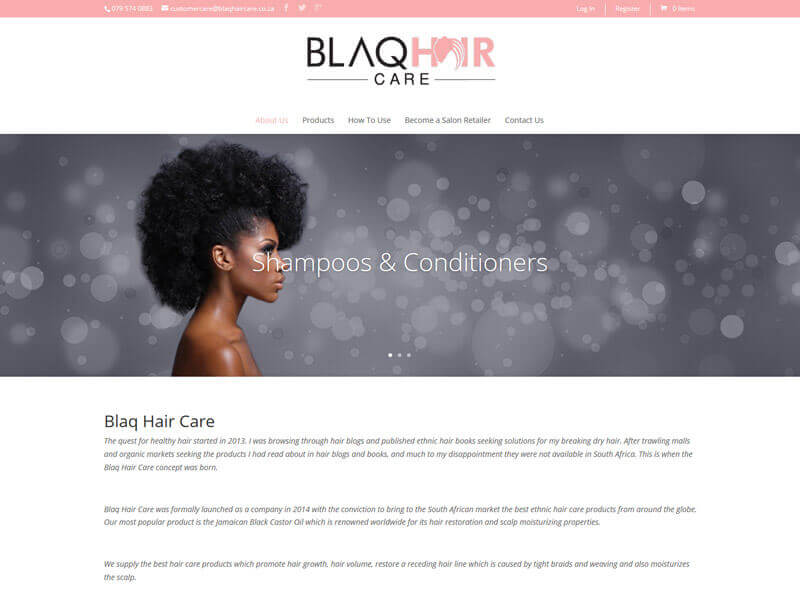 079 574 0883 customercare@blaqhaircare.co.za Log In Register 0 Items
BLAQHAIR
CARE
About Us Products How To Use Become a Salon Retailer Contact Us
Shampoos & Conditioners
Blaq Hair Care
The quest for healthy hair started in 2013. I was browsing through hair blogs and published ethnic hair books seeking solutions for my breaking dry hair. After trawling malls
and organic markets seeking the products I had read about in hair blogs and books, and much to my disappointment they were not available in South Africa. This is when the
Blaq Hair Care concept was born.
Blaq Hair Care was formally launched as a company in 2014 with the conviction to bring to the South African market the best ethnic hair care products from around the globe.
Our most popular product is the Jamaican Black Castor Oil which is renowned worldwide for its hair restoration and scalp moisturizing properties.
We supply the best hair care products which promote hair growth, hair volume, restore a receding hair line which is caused by tight braids and weaving and also moisturizes
the scalp.